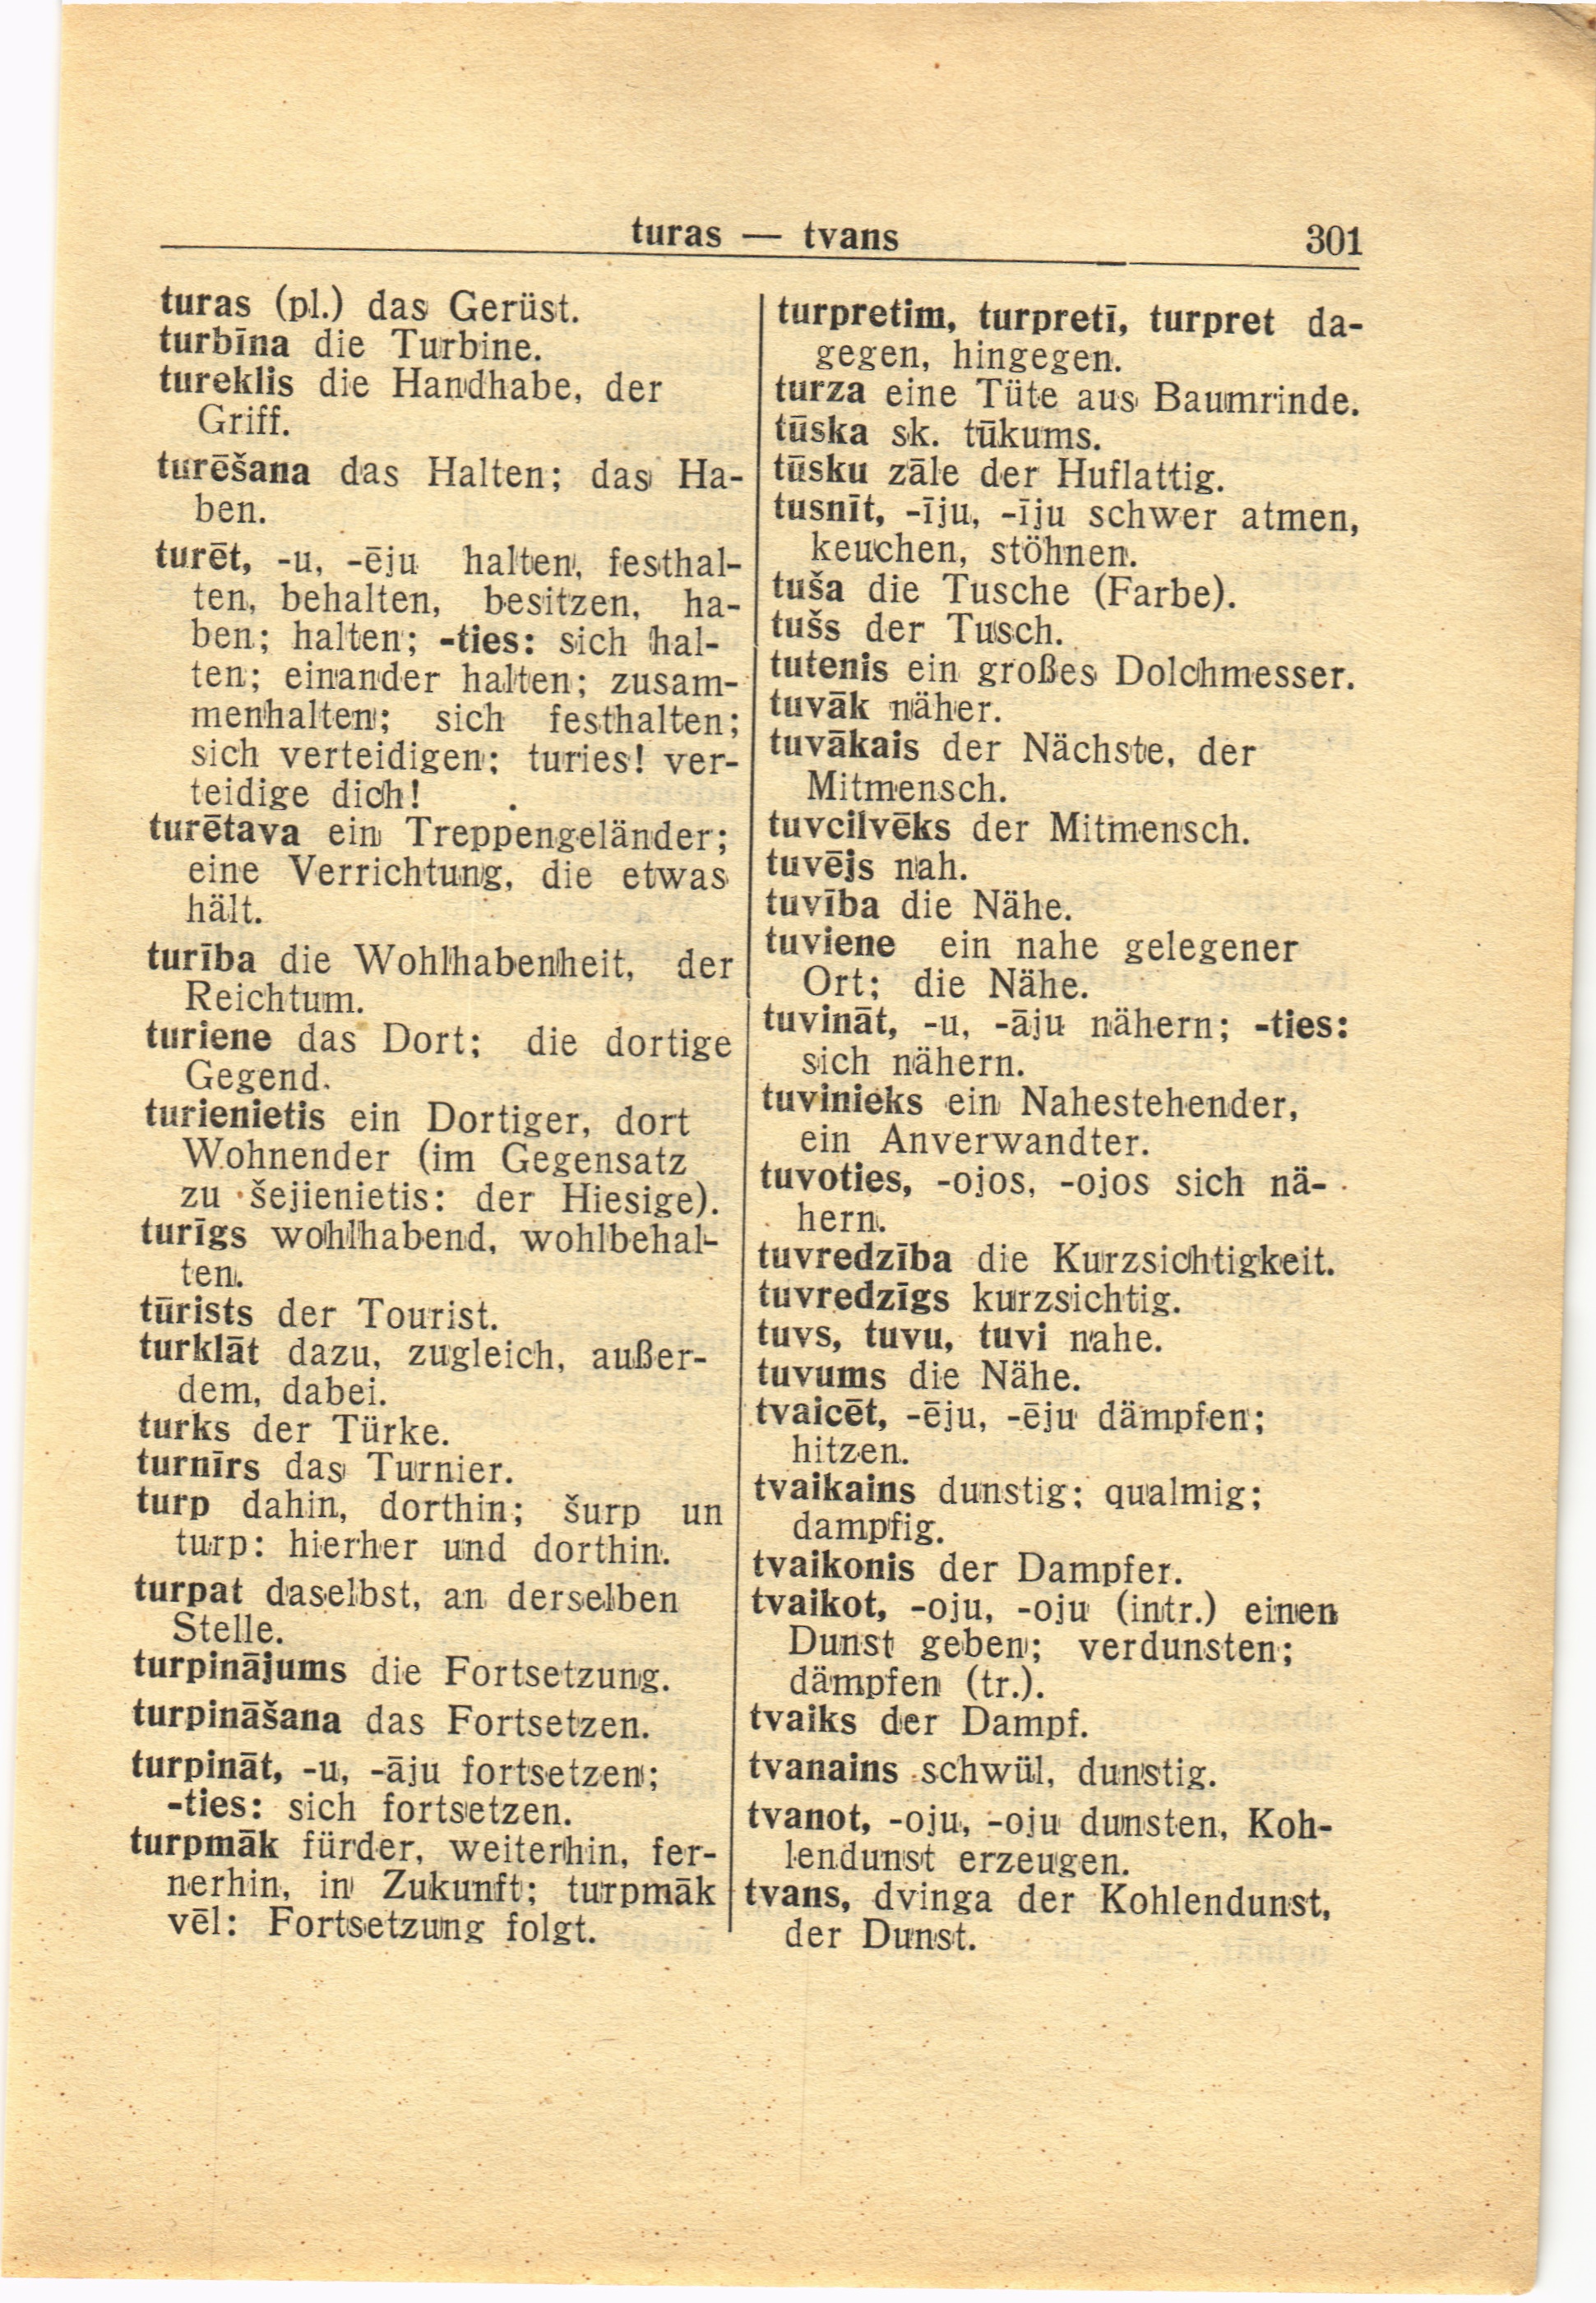 turas — tvans 301
turas (pl.) das Gerüst.
turbīna die Turbine.
tureklis die Handhabe, der
Griff.
turēšana das Halten; das Ha-
ben.
turēt, -u, -ēju halten, festhal-
ten, behalten, besitzen, ha-
ben; halten; -ties: sich hal-
ten; einander halten; zusam-
menhalten; sich festhalten;
sich verteidigen; turies! ver-
teidige dich!
turētava ein Treppengeländer;
eine Verrichtung, die etwas
hält.
turība die Wohlhabenheit, der
Reichtum.
turiene das Dort; die dortige
Gegend.
turienietis ein Dortiger, dort
Wohnender (im Gegensatz
zu šejienietis: der Hiesige).
turīgs wohlhabend, wohlbehal-
ten.
tūrists der Tourist.
turklāt dazu, zugleich, außer-
dem, dabei.
turks der Türke.
turnīrs das Turnier.
turp dahin, dorthin; šurp un
turp: hierher und dorthin.
turpat daselbst, an derselben
Stelle.
turpinājums die Fortsetzung.
turpināšana das Fortsetzen.
turpināt, -u, -āju fortsetzen;
-ties: sich fortsetzen.
turpmāk fürder, weiterhin, fer-
nerhin, in Zukunft; turpmāk
vēl: Fortsetzung folgt.
turpretim, turpretī, turpret da-
gegen, hingegen.
turza eine Tüte aus Baumrinde.
tūska sk. tūkums.
tūsku zāle der Huflattig.
tusnīt, -īju, -īju schwer atmen,
keuchen, stöhnen.
tuša die Tusche (Farbe).
tušs der Tusch.
tutenis ein großes Dolchmesser.
tuvāk näher.
tuvākais der Nächste, der
Mitmensch.
tuvcilvēks der Mitmensch.
tuvējs nah.
tuvība die Nähe.
tuviene ein nahe gelegener
Ort; die Nähe.
tuvināt, -u, -āju nähern; -ties:
sich nähern.
tuvinieks ein Nahestehender,
ein Anverwandter.
tuvoties, -ojos, -ojos sich nä-
hern.
tuvredzība die Kurzsichtigkeit.
tuvredzīgs kurzsichtig.
tuvs, tuvu, tuvi nahe.
tuvums die Nähe.
tvaicēt, -ēju, -ēju dämpfen;
hitzen.
tvaikains dunstig; qualmig;
dampfig.
tvaikonis der Dampfer.
tvaikot, -oju, -oju (intr.) einen
Dunst geben; verdunsten;
dämpfen (tr.).
tvaiks der Dampf.
tvanains schwül, dunstig.
tvanot, -oju, -oju dunsten, Koh-
lendunst erzeugen.
tvans, dvinga der Kohlendunst,
der Dunst.